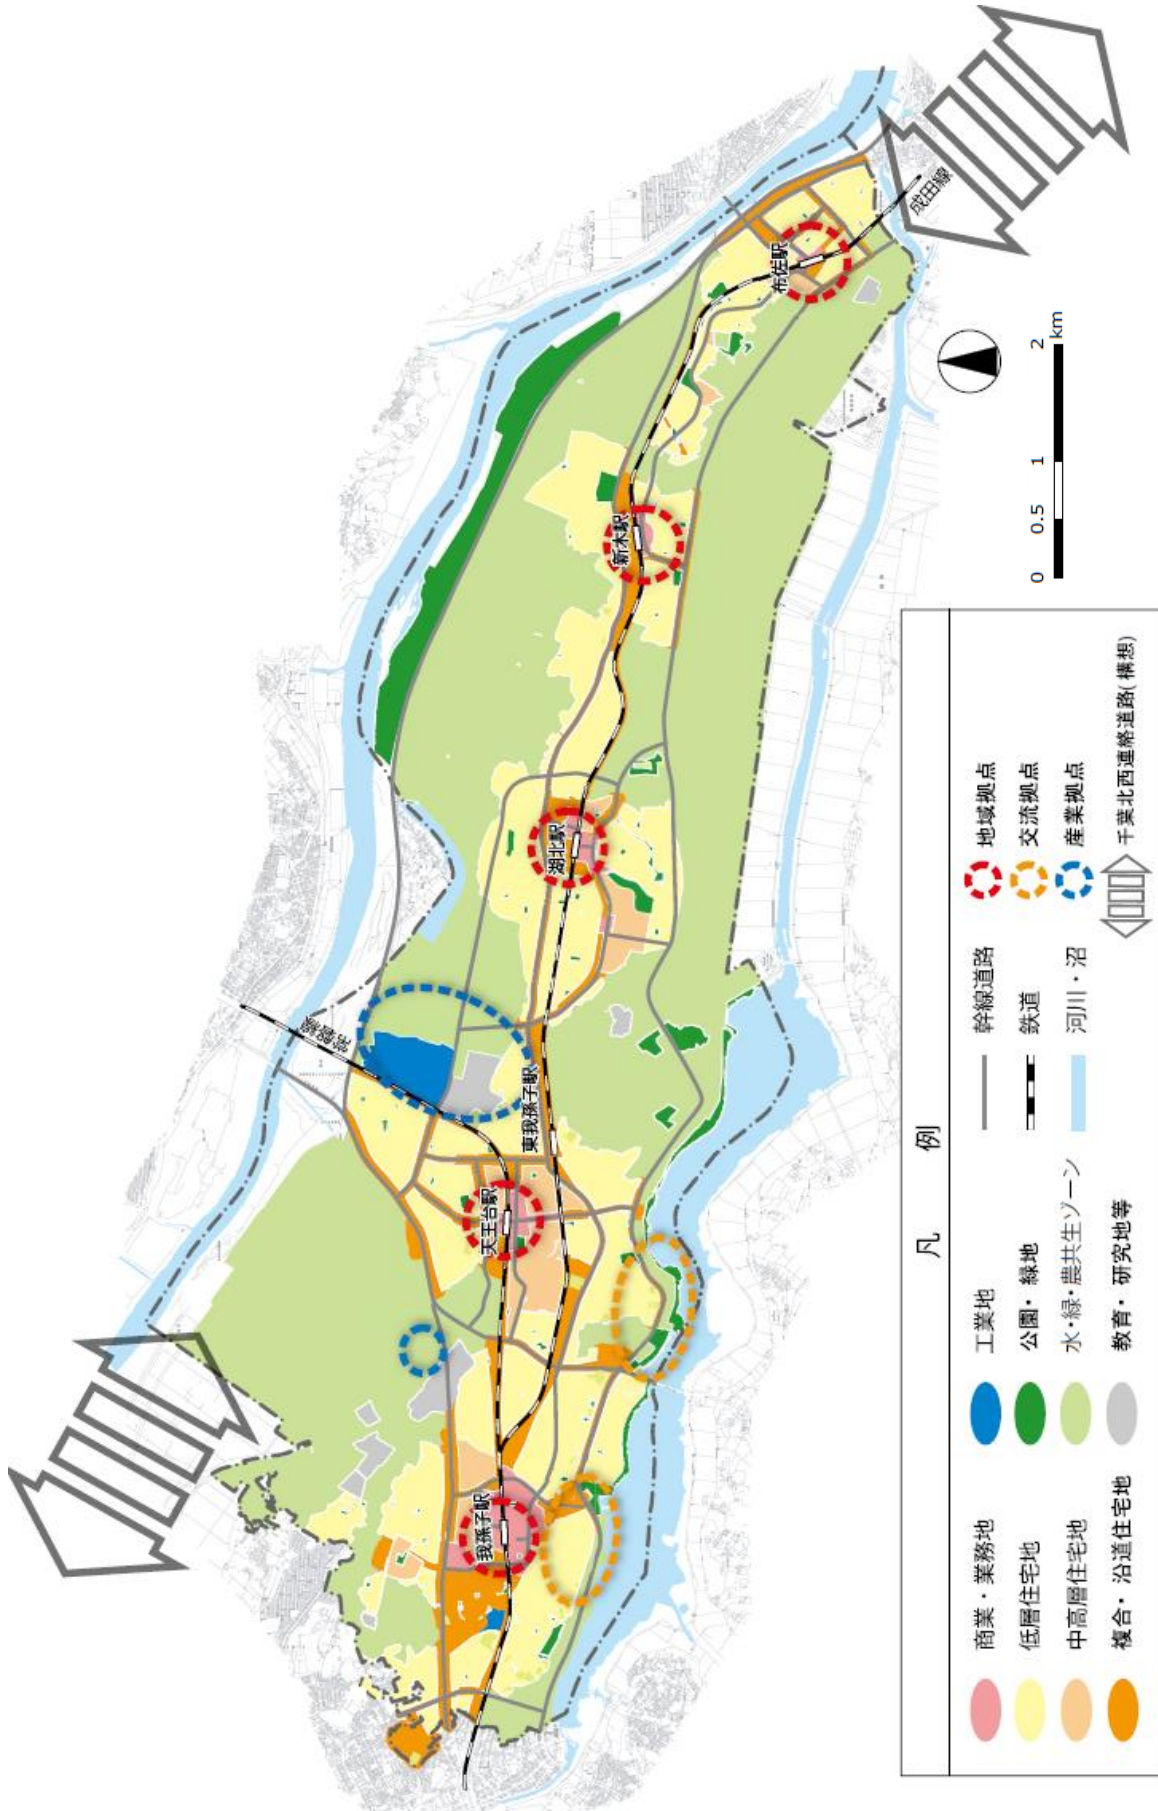 成田線
布佐駅
新木駅
湖北駅
東我孫子駅
常磐線
天王台駅
我孫子駅
0 0.5 1 2
km
凡 例
商業・業務地
低層住宅地
中高層住宅地
複合・沿道住宅地
工業地
公園・緑地
水・緑・農共生ゾーン
教育・研究地等
幹線道路
鉄道
河川・沼
地域拠点
交流拠点
産業拠点
千葉北西連絡道路(構想)